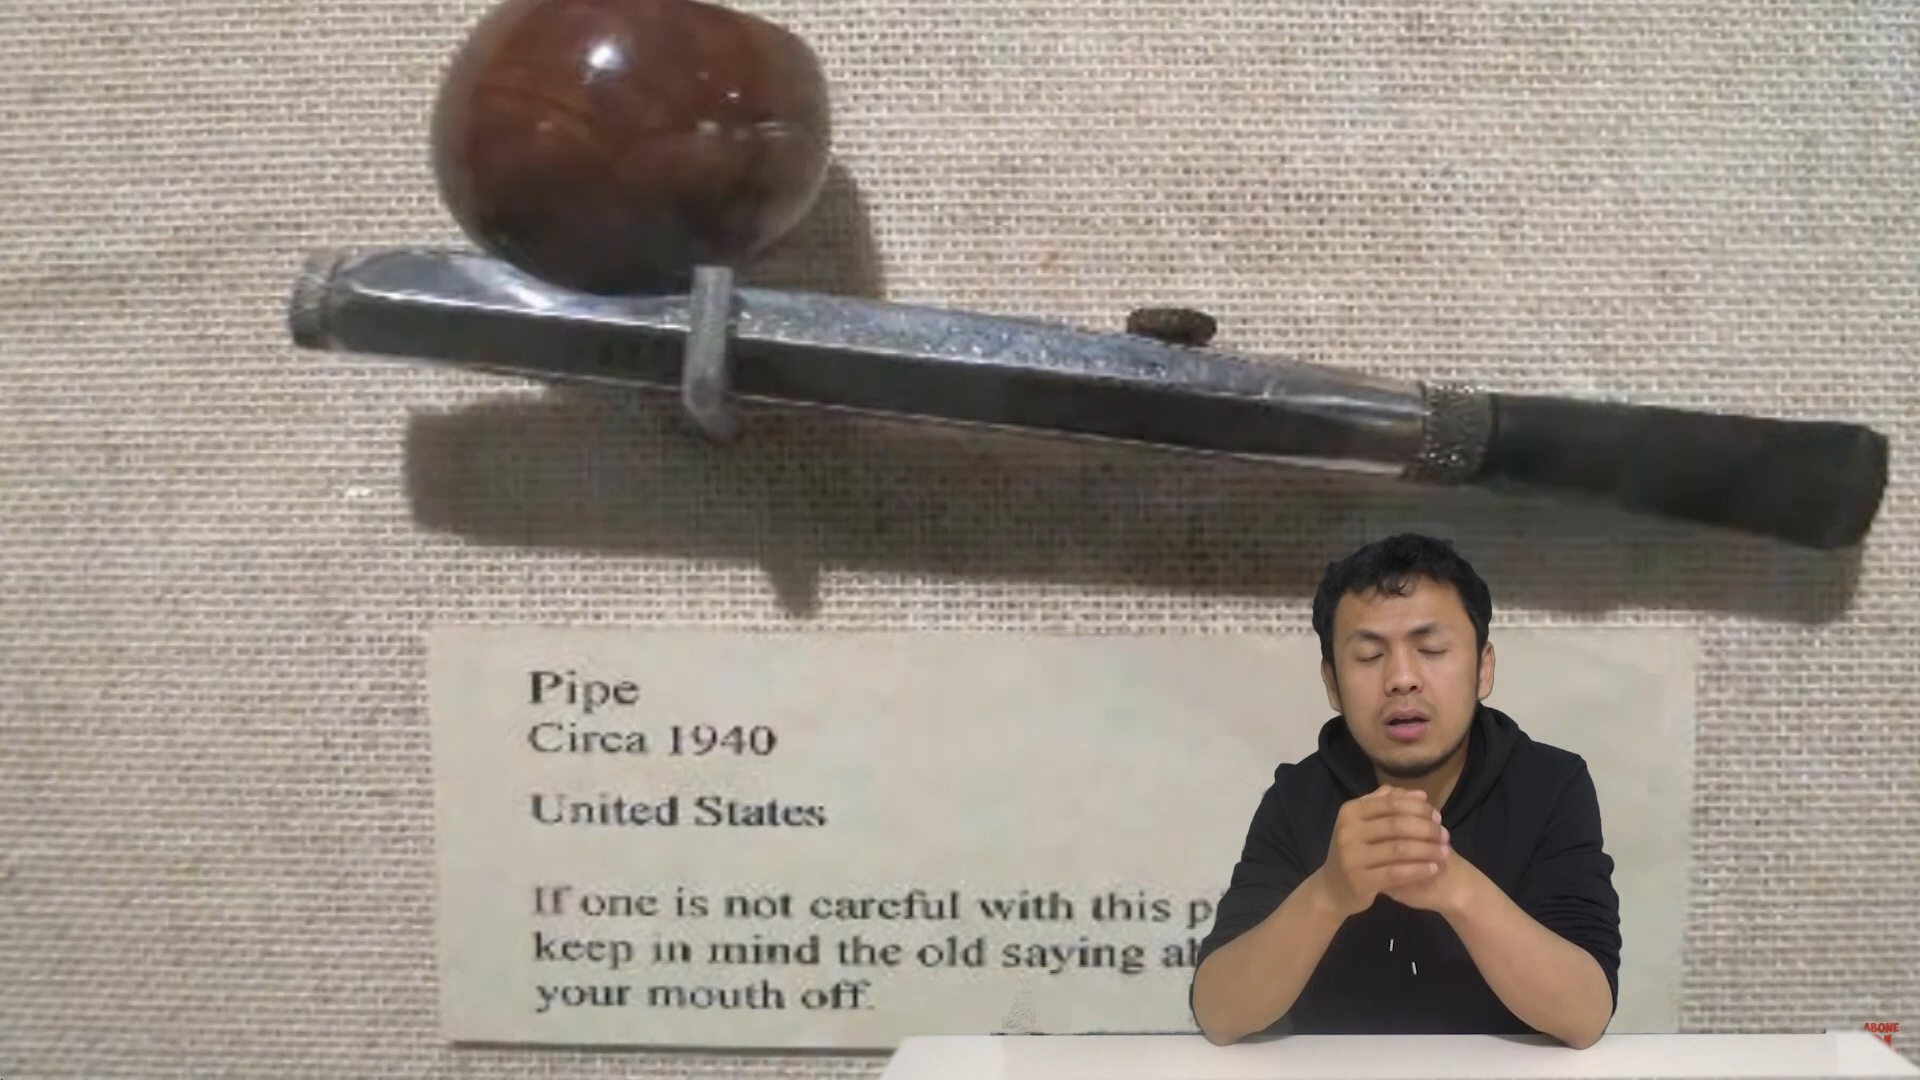 Pipe
Circa 1940
United States
If one is not careful with this
keep in mind the old saying
your mouth off.
ABONE